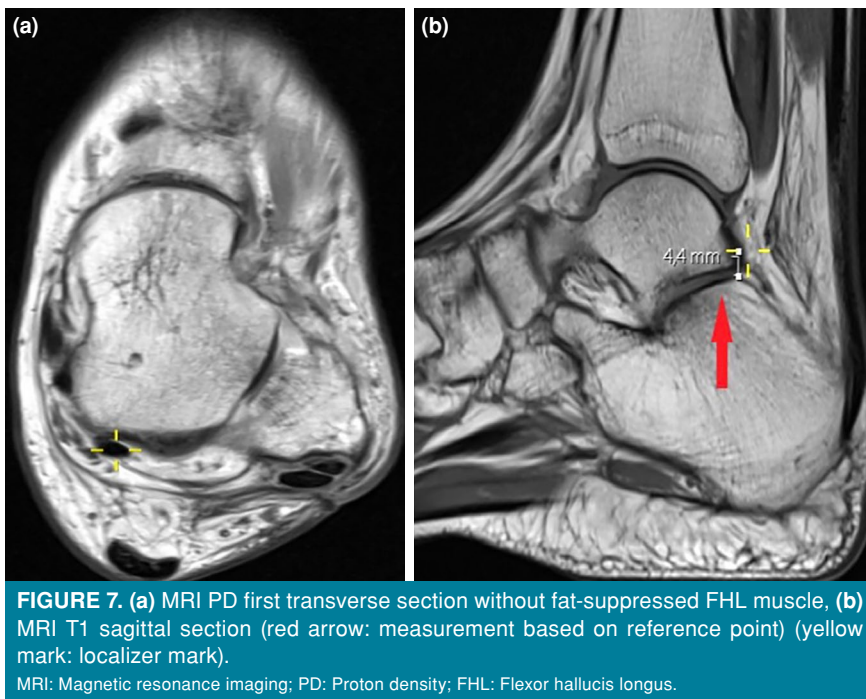 (a)
(b)
4,4 mm
FIGURE 7. (a) MRI PD first transverse section without fat-suppressed FHL muscle, (b)
MRI T1 sagittal section (red arrow: measurement based on reference point) (yellow
mark: localizer mark).
MRI: Magnetic resonance imaging; PD: Proton density; FHL: Flexor hallucis longus.